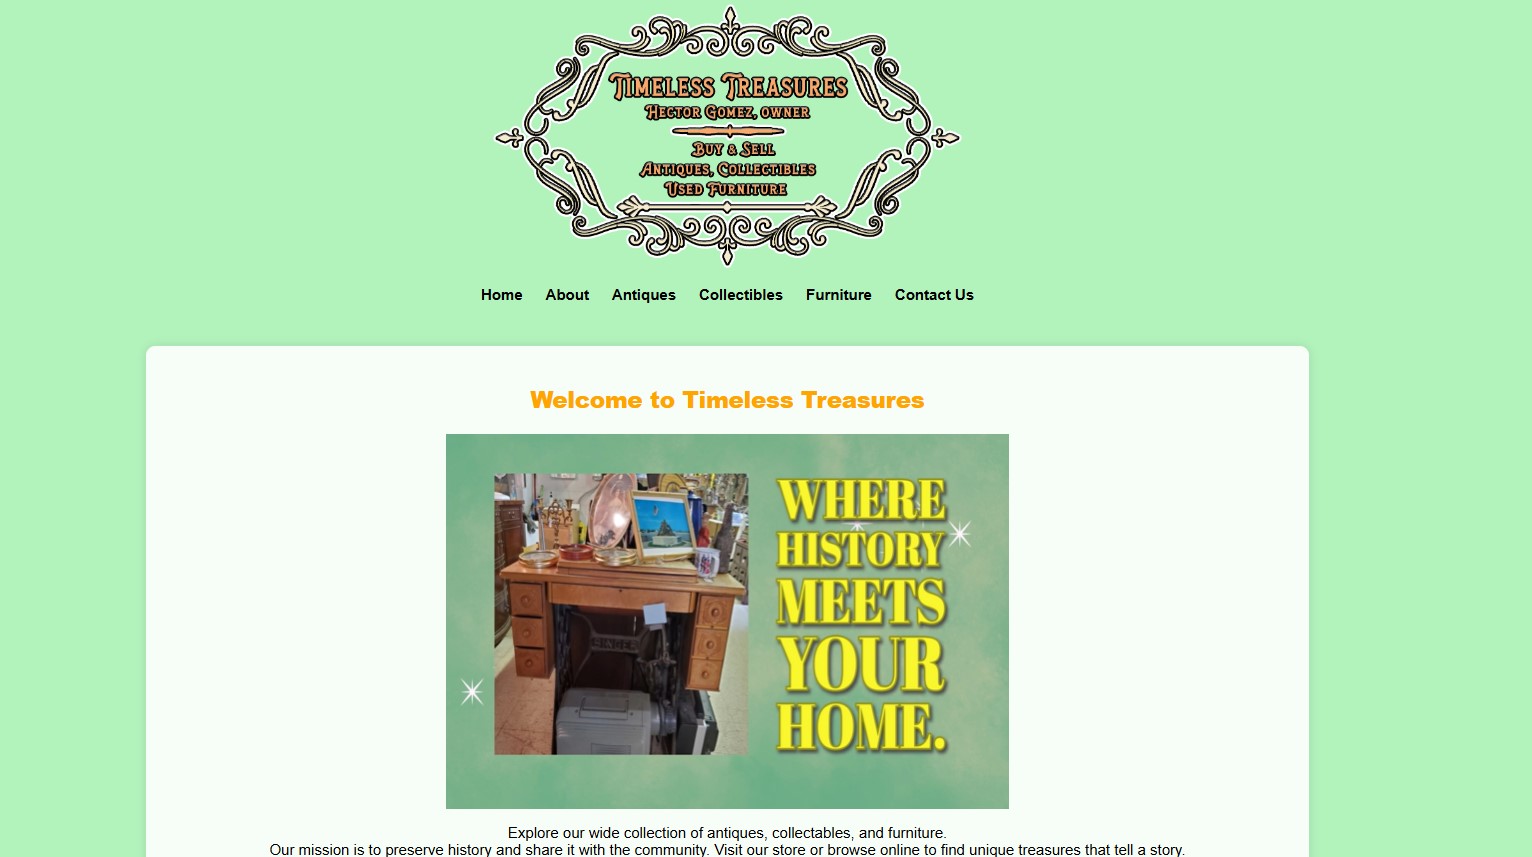 Timeless Treasures
Hector Gomez, owner
Buy & Sell
Antiques, Collectibles
Used Furniture
Home About Antiques Collectibles Furniture Contact Us
Welcome to Timeless Treasures
WHERE
HISTORY
MEETS
YOUR
HOME.
SINGER
Explore our wide collection of antiques, collectables, and furniture.
Our mission is to preserve history and share it with the community. Visit our store or browse online to find unique treasures that tell a story.